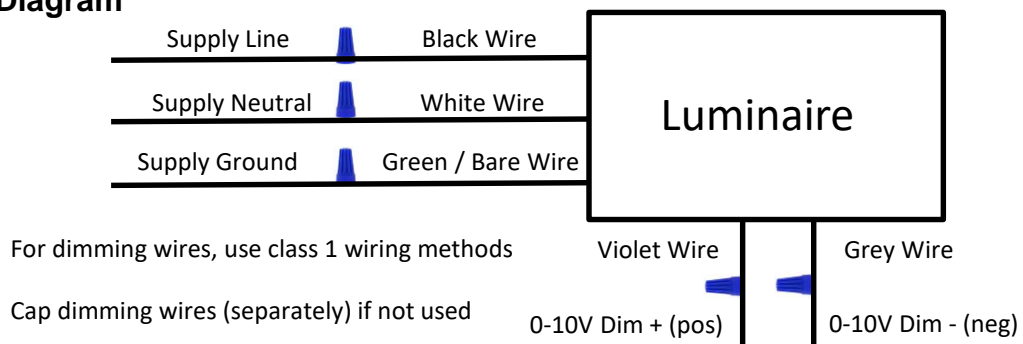 Diagram
Supply Line Black Wire
Supply Neutral White Wire
Luminaire
Supply Ground Green / Bare Wire
For dimming wires, use class 1 wiring methods
Violet Wire Grey Wire
Cap dimming wires (separately) if not used
0-10V Dim + (pos) 0-10V Dim - (neg)